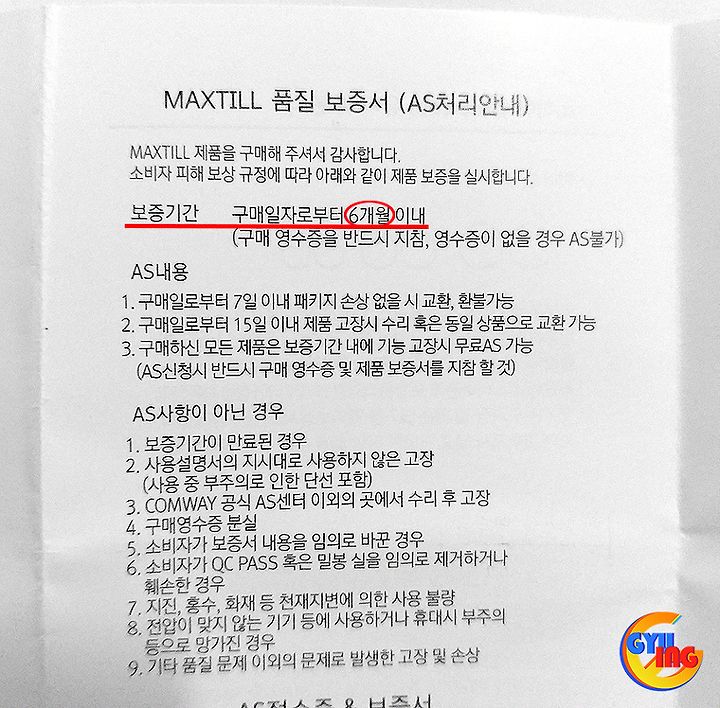 MAXTILL 품질 보증서 (AS처리안내)
MAXTILL 제품을 구매해 주셔서 감사합니다.
소비자 피해 보상 규정에 따라 아래와 같이 제품 보증을 실시합니다.
보증기간 구매일자로부터 6개월 이내
(구매 영수증을 반드시 지참, 영수증이 없을 경우 AS불가)
AS내용
1. 구매일로부터 7일 이내 패키지 손상 없을 시 교환, 환불가능
2. 구매일로부터 15일 이내 제품 고장시 수리 혹은 동일 상품으로 교환 가능
3. 구매하신 모든 제품은 보증기간 내에 기능 고장시 무료AS 가능
(AS신청시 반드시 구매 영수증 및 제품 보증서를 지참 할 것)
AS사항이 아닌 경우
1. 보증기간이 만료된 경우
2. 사용설명서의 지시대로 사용하지 않은 고장
(사용 중 부주의로 인한 단선 포함)
3. COMWAY 공식 AS센터 이외의 곳에서 수리 후 고장
4. 구매영수증 분실
5. 소비자가 보증서 내용을 임의로 바꾼 경우
6. 소비자가 QC PASS 혹은 밀봉 실을 임의로 제거하거나
훼손한 경우
7. 지진, 홍수, 화재 등 천재지변에 의한 사용 불량
8. 전압이 맞지 않는 기기 등에 사용하거나 휴대시 부주의
등으로 망가진 경우
9. 기타 품질 문제 이외의 문제로 발생한 고장 및 손상
AS접수증 & 보증서